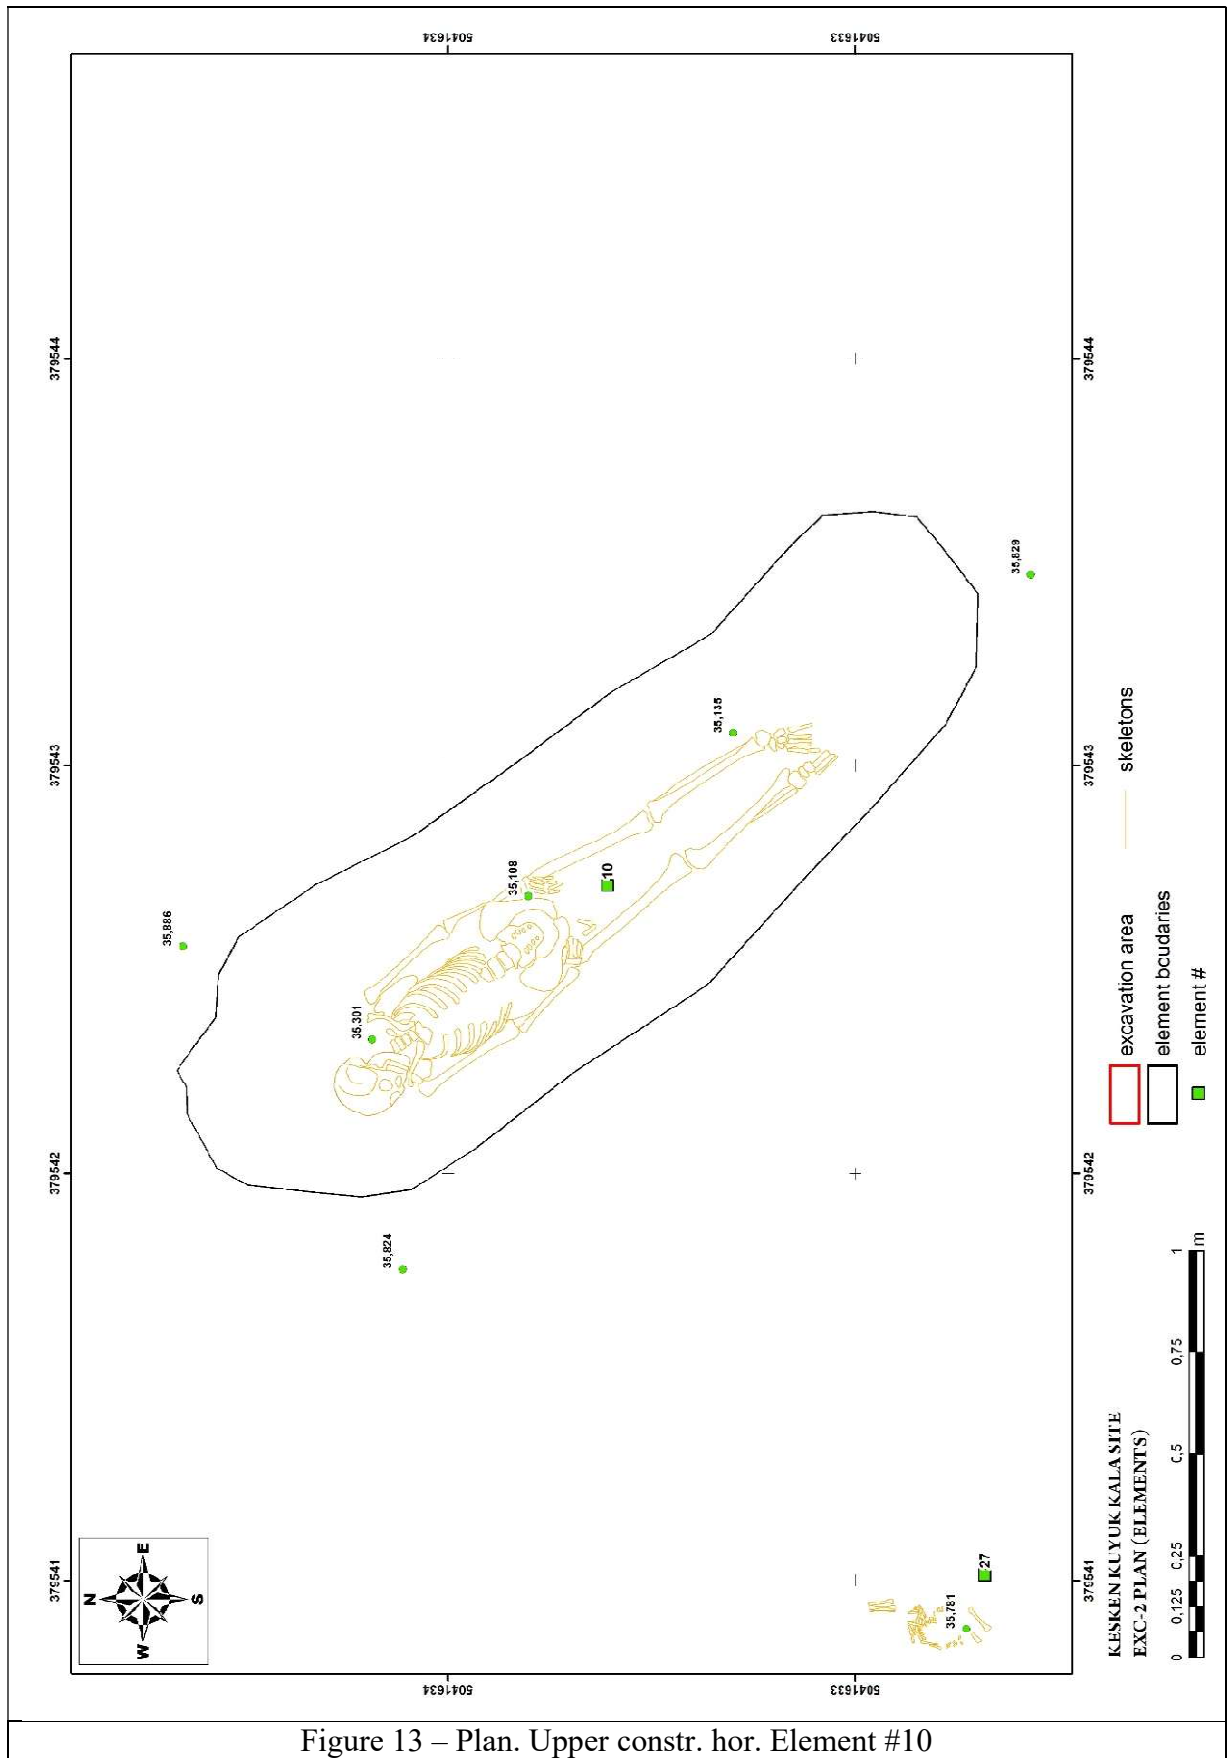 5041634
5041633
379544
379544
35,829
35,135
379543
379543
35,108
10
35,886
35,301
379542
379542
35,824
379541
379541
27
35,781
5041634
5041633
N
E
S
W
skeletons
excavation area
element boudaries
element #
KESKEN KUYUK KALA SITE
EXC-2 PLAN (ELEMENTS)
0 0,125 0,25 0,5 0,75 1
m
Figure 13 – Plan. Upper constr. hor. Element #10